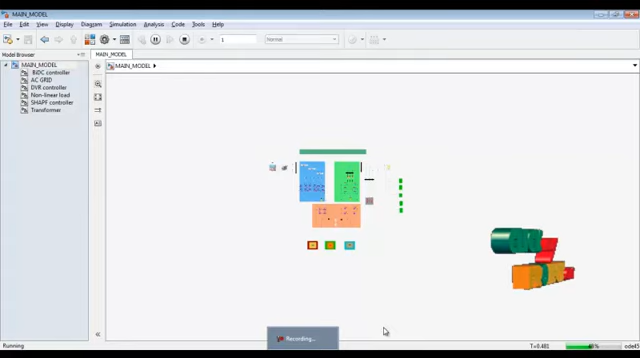 MAIN_MODEL
File Edit View Display Diagram Simulation Analysis Code Tools Help
1
Normal
Model Browser
MAIN_MODEL
MAIN_MODEL
BIDC controller
AC GRID
DVR controller
Non-linear load
SHAPF controller
Transformer
MAIN_MODEL
Recording...
Running
T=0.481
ode45